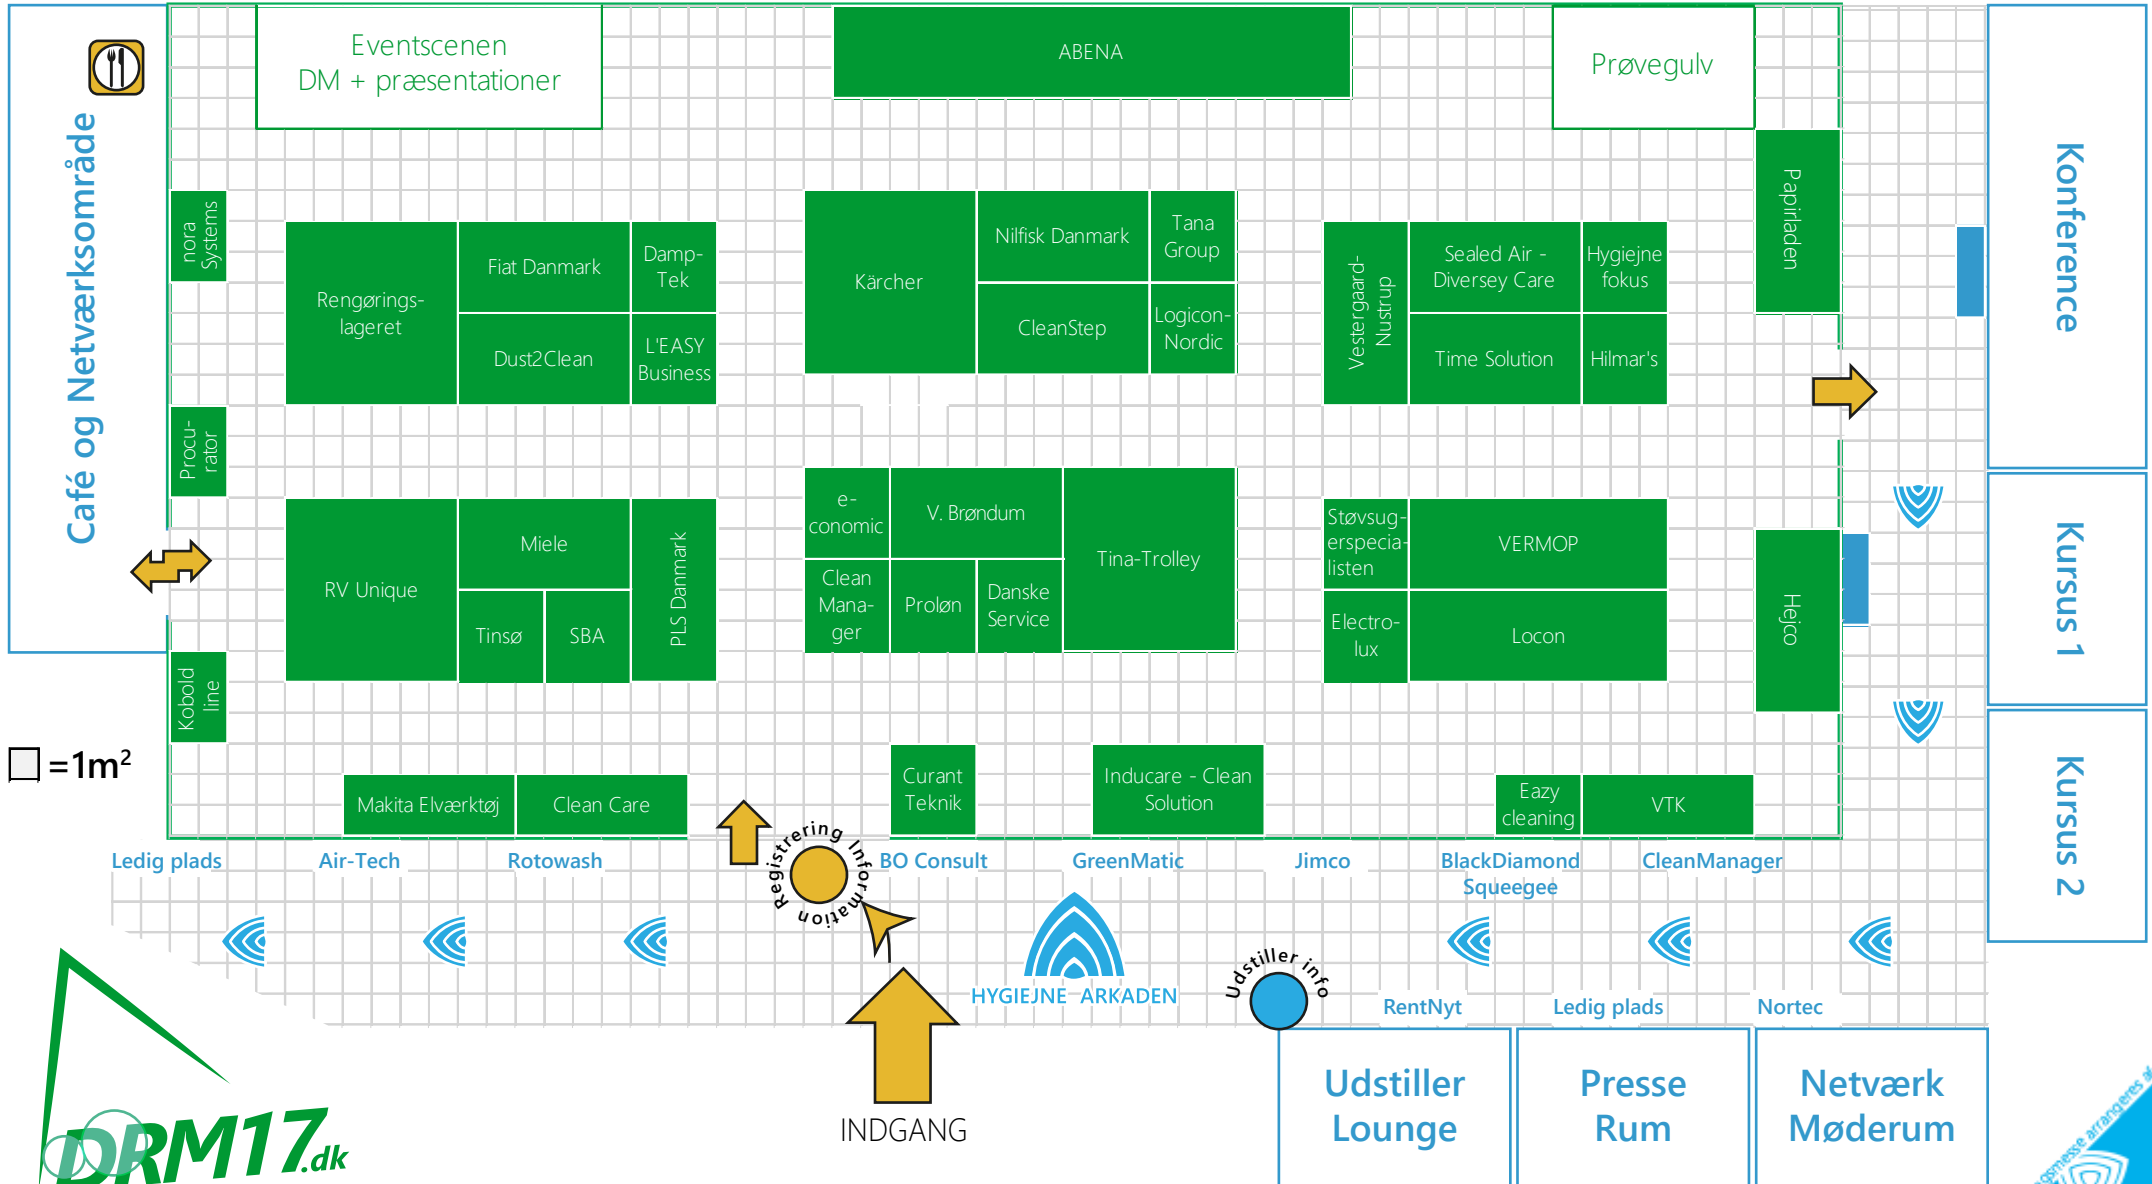 Eventscenen
DM + præsentationer
ABENA
Prøvegulv
Café og Netværksområde
Konference
nora
Systems
Rengørings-
lageret
Fiat Danmark
Damp-
Tek
Dust2Clean
L'EASY
Business
Kärcher
Nilfisk Danmark
Tana
Group
CleanStep
Logicon-
Nordic
Vestergaard-
Nustrup
Sealed Air -
Diversey Care
Hygiejne
fokus
Time Solution
Hilmar's
Papirladen
Procu-
rator
RV Unique
Miele
Tinsø
SBA
PLS Danmark
e-
conomic
V. Brøndum
Tina-Trolley
Clean
Mana-
ger
Proløn
Danske
Service
Støvsug-
erspecia-
listen
VERMOP
Electro-
lux
Locon
Hejco
Kursus 1
Kobold
line
=1m²
Makita Elværktøj
Clean Care
Curant
Teknik
Inducare - Clean
Solution
Eazy
cleaning
VTK
Kursus 2
Ledig plads
Air-Tech
Rotowash
Registrering Information
BO Consult
GreenMatic
Jimco
BlackDiamond
Squeegee
CleanManager
HYGIEJNE ARKADEN
Udstiller info
RentNyt
Ledig plads
Nortec
INDGANG
Udstiller
Lounge
Presse
Rum
Netværk
Møderum
DRM17.dk
arrangeres af